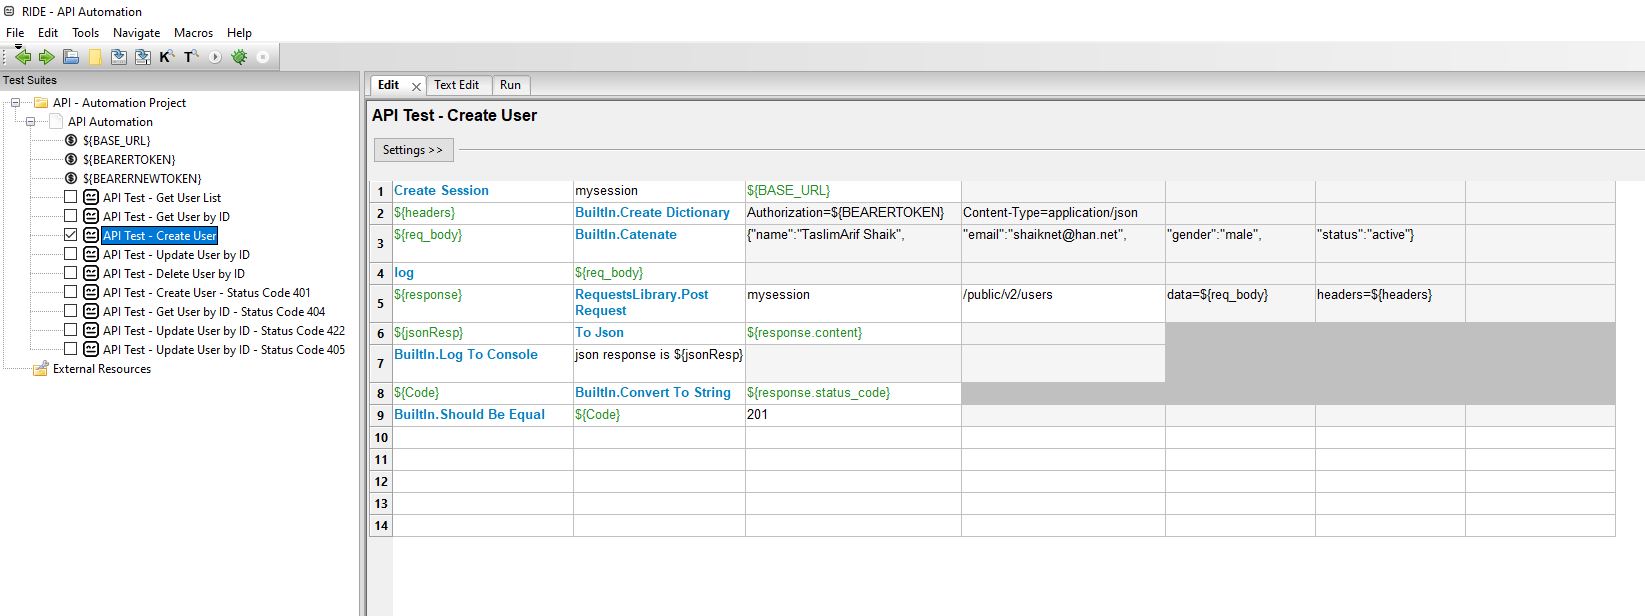 RIDE - API Automation
File Edit Tools Navigate Macros Help
K T
Test Suites
API - Automation Project
API Automation
${BASE_URL}
${BEARERTOKEN}
${BEARERNEWTOKEN}
API Test - Get User List
API Test - Get User by ID
API Test - Create User
API Test - Update User by ID
API Test - Delete User by ID
API Test - Create User - Status Code 401
API Test - Get User by ID - Status Code 404
API Test - Update User by ID - Status Code 422
API Test - Update User by ID - Status Code 405
External Resources
Edit Text Edit Run
API Test - Create User
Settings >>
1 Create Session mysession ${BASE_URL}
2 ${headers} BuiltIn.Create Dictionary Authorization=${BEARERTOKEN} Content-Type=application/json
3 ${req_body} BuiltIn.Catenate {"name":"TaslimArif Shaik", "email":"shaiknet@han.net", "gender":"male", "status":"active"}
4 log ${req_body}
5 ${response} RequestsLibrary.Post Request mysession /public/v2/users data=${req_body} headers=${headers}
6 ${jsonResp} To Json ${response.content}
7 BuiltIn.Log To Console json response is ${jsonResp}
8 ${Code} BuiltIn.Convert To String ${response.status_code}
9 BuiltIn.Should Be Equal ${Code} 201
10
11
12
13
14